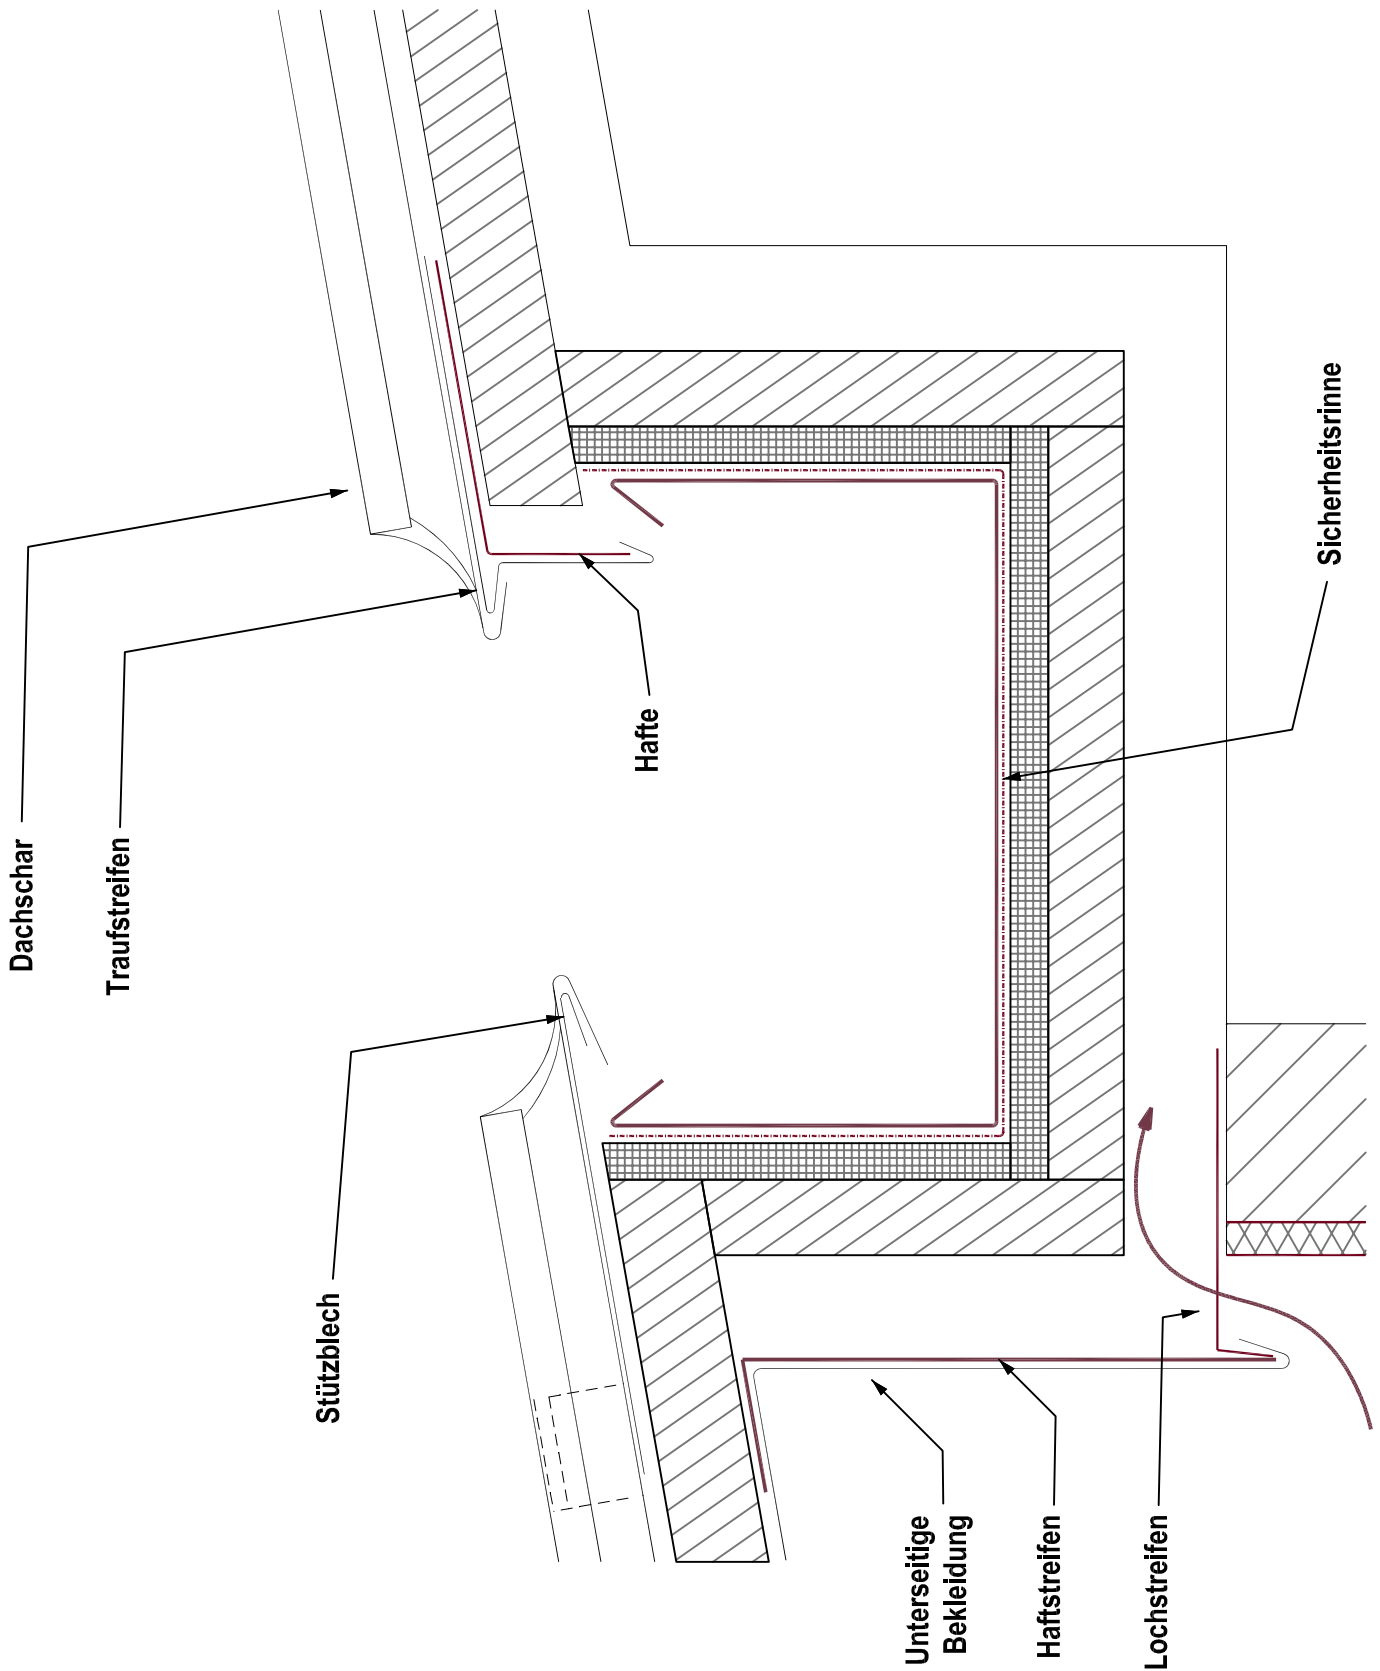 Dachschar
Traufstreifen
Stützblech
Hafte
Unterseitige
Bekleidung
Haftstreifen
Lochstreifen
Sicherheitsrinne